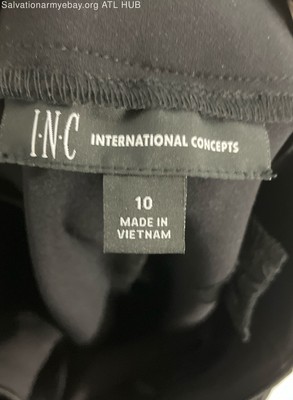 Salvationarmyebay.org ATL HUB
I·N·C INTERNATIONAL CONCEPTS
10
MADE IN
VIETNAM